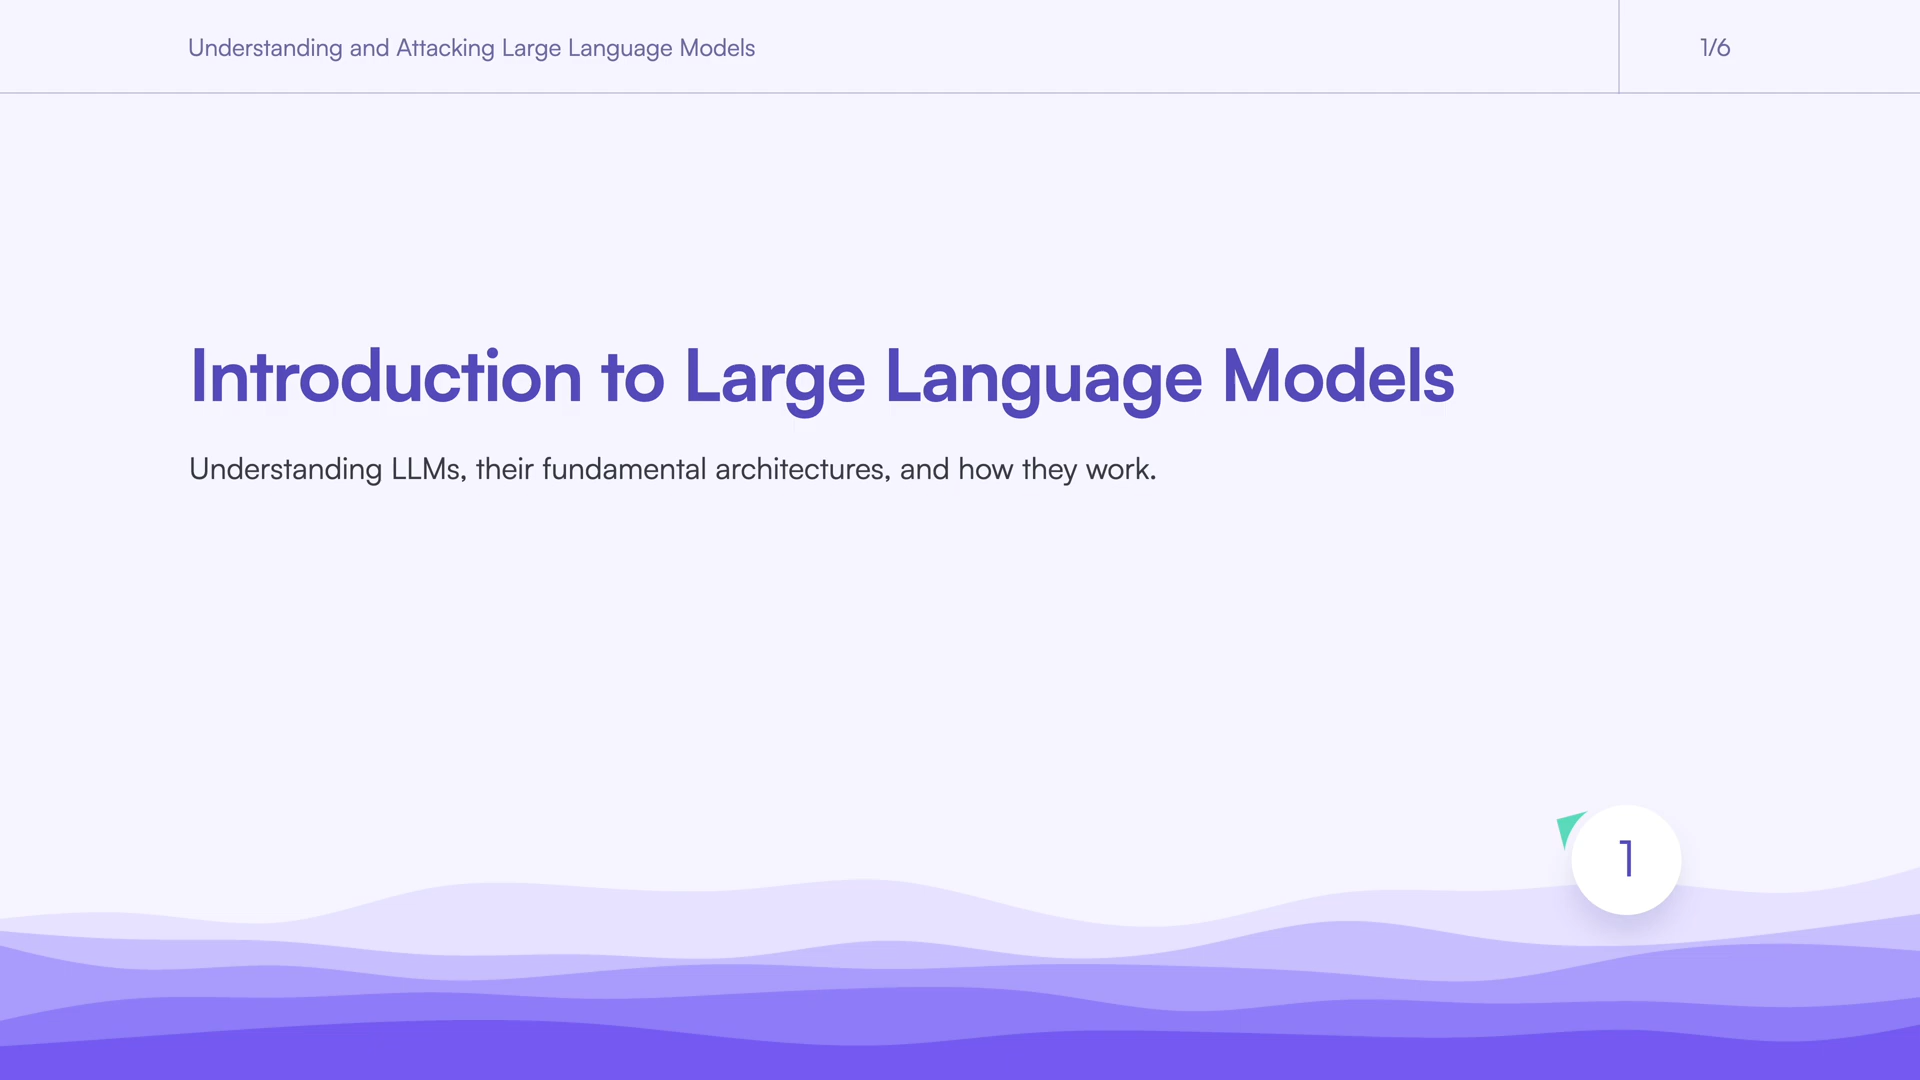 Understanding and Attacking Large Language Models
1/6
Introduction to Large Language Models
Understanding LLMs, their fundamental architectures, and how they work.
1